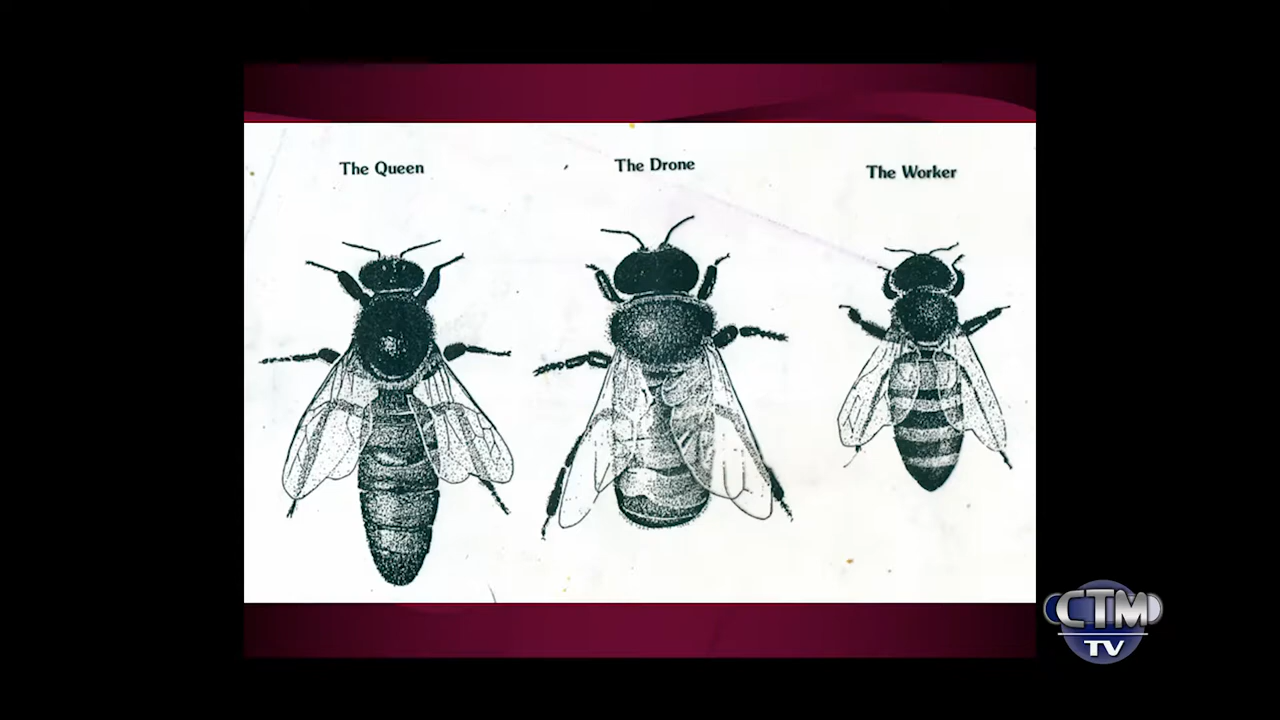 The Queen
The Drone
The Worker
CTM
TV